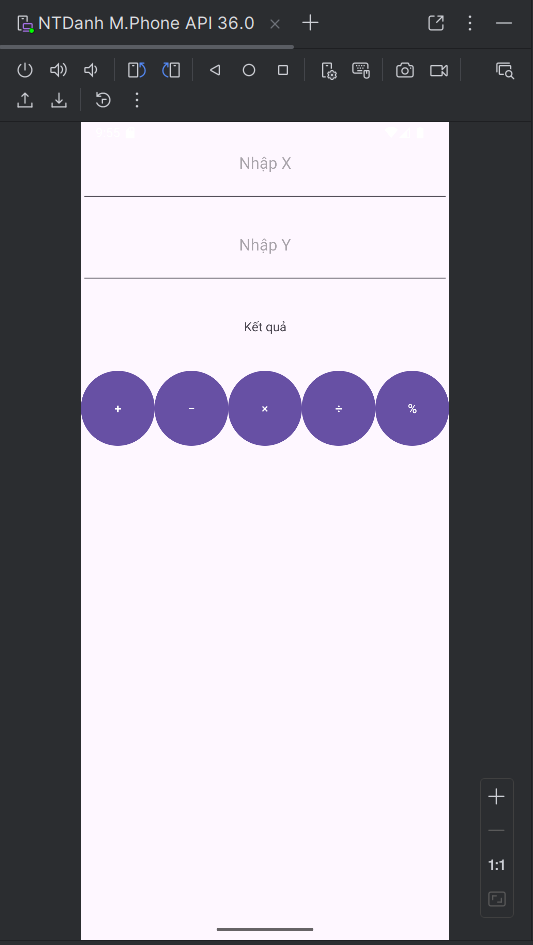 NTDanh M.Phone API 36.0
Nhập X
Nhập Y
Kết quả
+ − × ÷ %
1:1